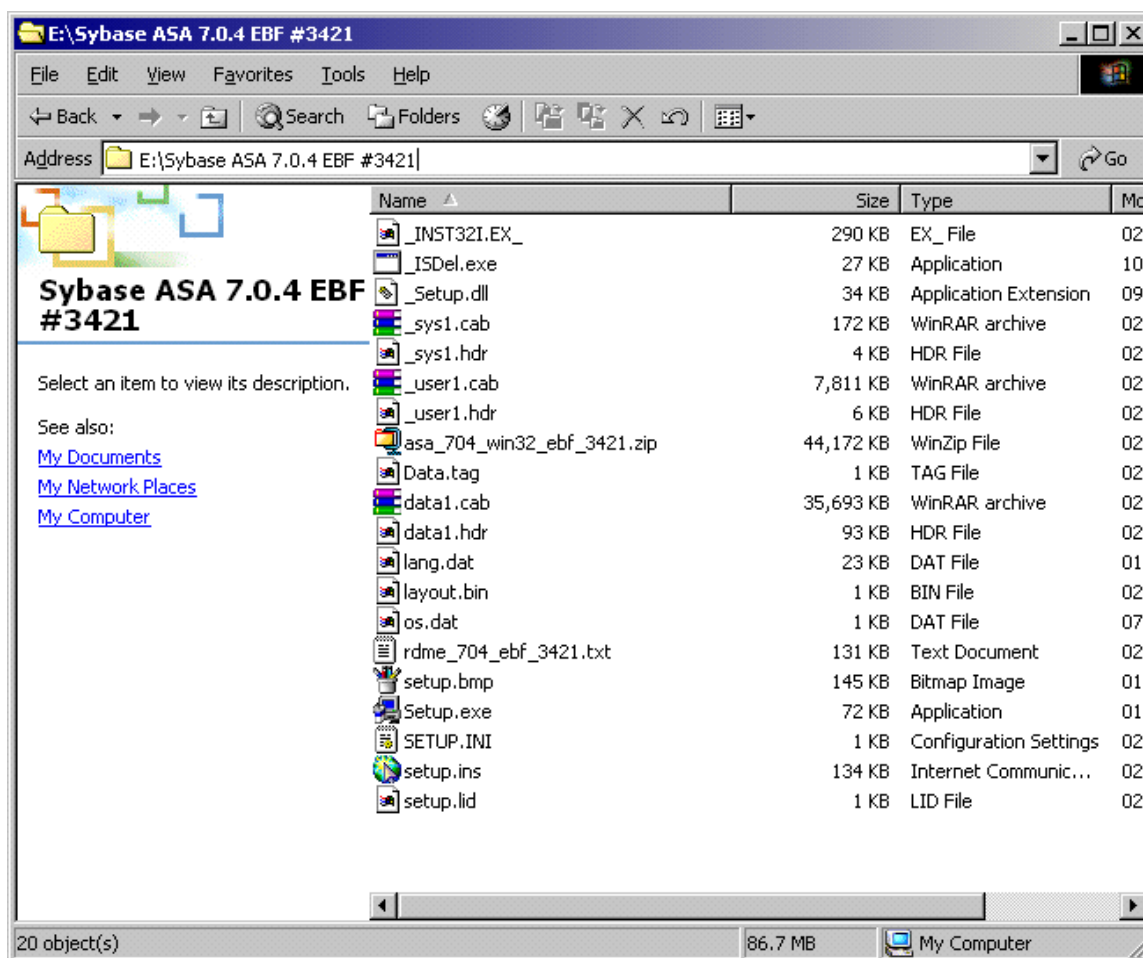 E:\Sybase ASA 7.0.4 EBF #3421
File Edit View Favorites Tools Help
Back Search Folders
Address E:\Sybase ASA 7.0.4 EBF #3421 Go
Name Size Type Mo
_INST32I.EX_ 290 KB EX_ File 02
_ISDel.exe 27 KB Application 10
_Setup.dll 34 KB Application Extension 09
_sys1.cab 172 KB WinRAR archive 02
_sys1.hdr 4 KB HDR File 02
_user1.cab 7,811 KB WinRAR archive 02
_user1.hdr 6 KB HDR File 02
asa_704_win32_ebf_3421.zip 44,172 KB WinZip File 02
Data.tag 1 KB TAG File 02
data1.cab 35,693 KB WinRAR archive 02
data1.hdr 93 KB HDR File 02
lang.dat 23 KB DAT File 01
layout.bin 1 KB BIN File 02
os.dat 1 KB DAT File 07
rdme_704_ebf_3421.txt 131 KB Text Document 02
setup.bmp 145 KB Bitmap Image 01
Setup.exe 72 KB Application 01
SETUP.INI 1 KB Configuration Settings 02
setup.ins 134 KB Internet Communic... 02
setup.lid 1 KB LID File 02
Sybase ASA 7.0.4 EBF
#3421
Select an item to view its description.
See also:
My Documents
My Network Places
My Computer
20 object(s) 86.7 MB My Computer